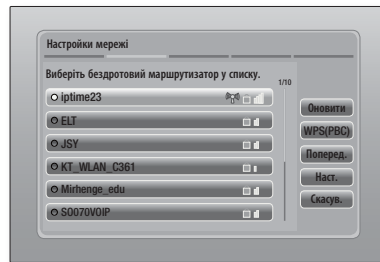 Настройки мережі
Виберіть бездротовий маршрутизатор у списку.
1/10
iptime23
ELT
JSY
KT_WLAN_C361
Mirhenge_edu
SO070VOIP
Оновити
WPS(PBC)
Поперед.
Наст.
Скасув.